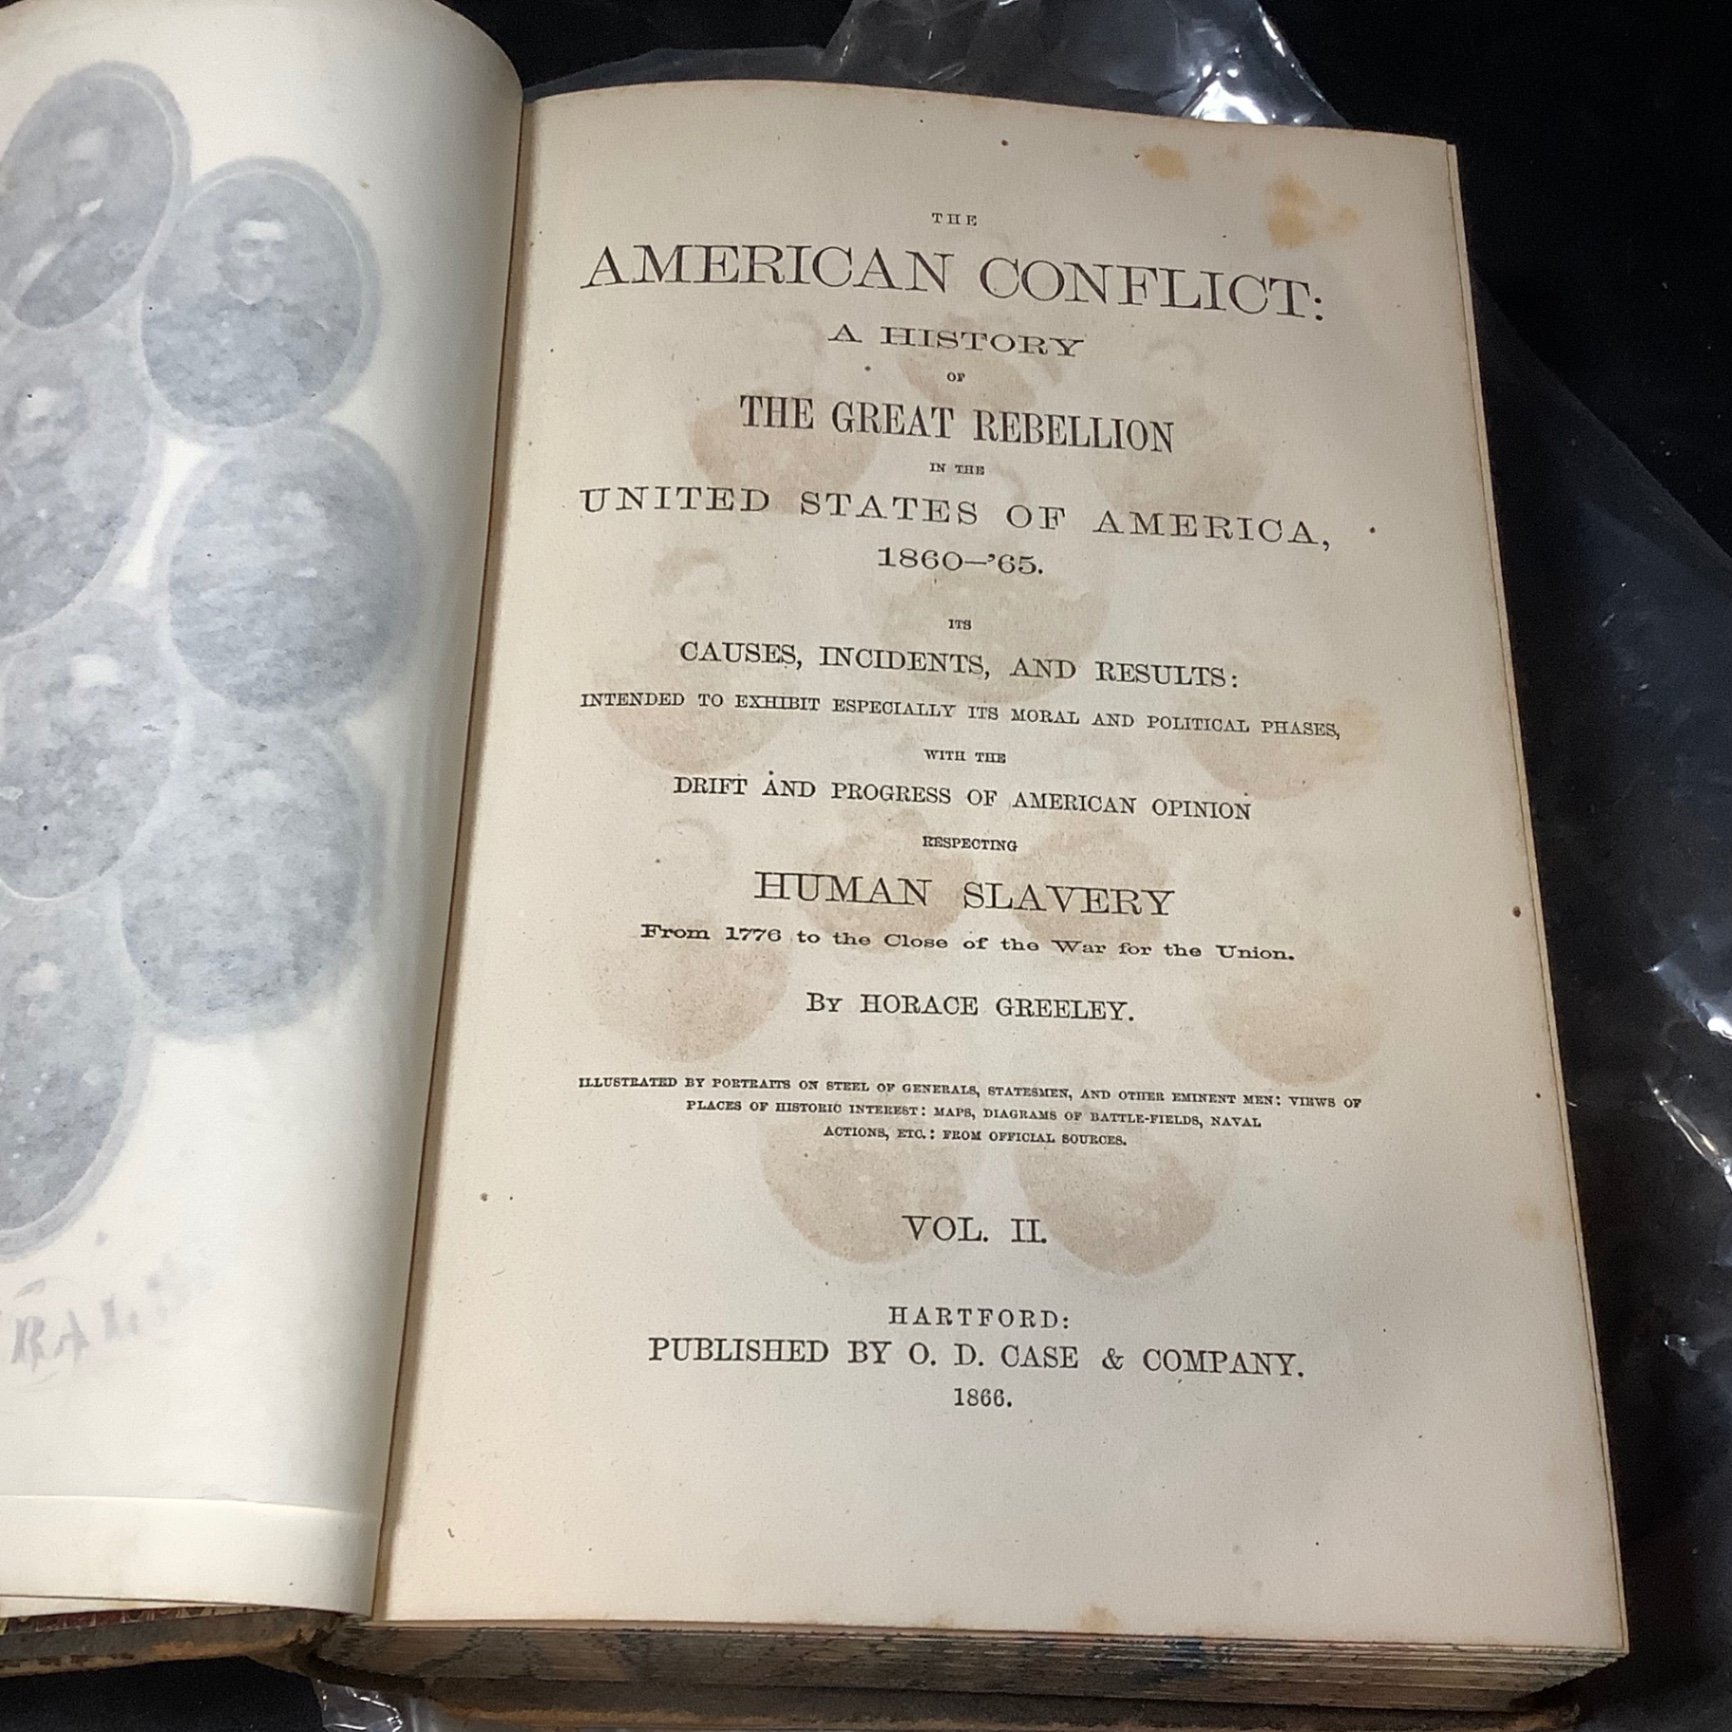 THE
AMERICAN CONFLICT:
A HISTORY
OF
THE GREAT REBELLION
IN THE
UNITED STATES OF AMERICA,
1860–'65.
ITS
CAUSES, INCIDENTS, AND RESULTS:
INTENDED TO EXHIBIT ESPECIALLY ITS MORAL AND POLITICAL PHASES,
WITH THE
DRIFT AND PROGRESS OF AMERICAN OPINION
RESPECTING
HUMAN SLAVERY
From 1776 to the Close of the War for the Union.
By HORACE GREELEY.
ILLUSTRATED BY PORTRAITS ON STEEL OF GENERALS, STATESMEN, AND OTHER EMINENT MEN: VIEWS OF
PLACES OF HISTORIC INTEREST: MAPS, DIAGRAMS OF BATTLE-FIELDS, NAVAL
ACTIONS, ETC.: FROM OFFICIAL SOURCES.
VOL. II.
HARTFORD:
PUBLISHED BY O. D. CASE & COMPANY.
1866.